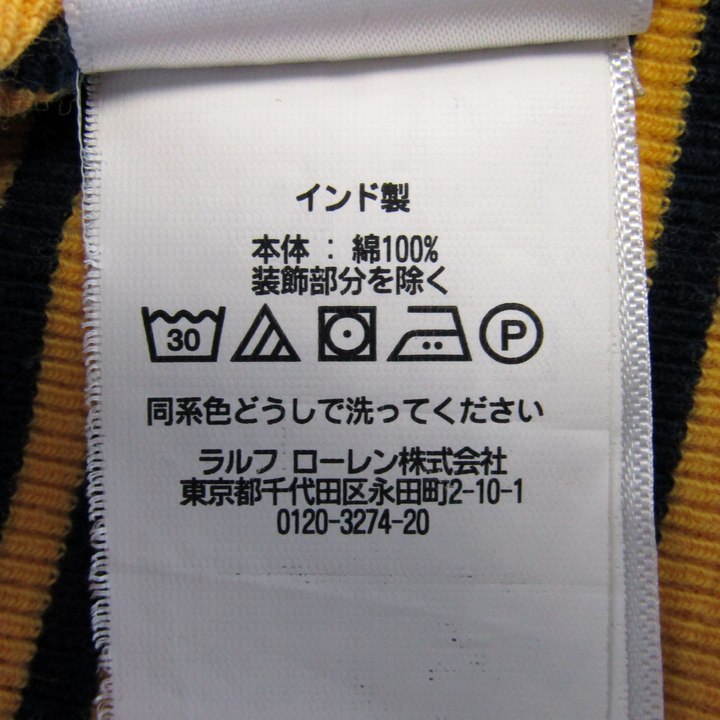 インド製
本体 : 綿100%
装飾部分を除く
30 P
同系色どうしで洗ってください
ラルフ ローレン株式会社
東京都千代田区永田町2-10-1
0120-3274-20